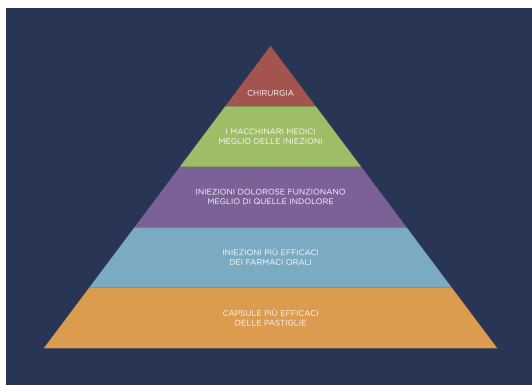 CHIRURGIA
I MACCHINARI MEDICI
MEGLIO DELLE INIEZIONI
INIEZIONI DOLOROSE FUNZIONANO
MEGLIO DI QUELLE INDOLORE
INIEZIONI PIÙ EFFICACI
DEI FARMACI ORALI
CAPSULE PIÙ EFFICACI
DELLE PASTIGLIE